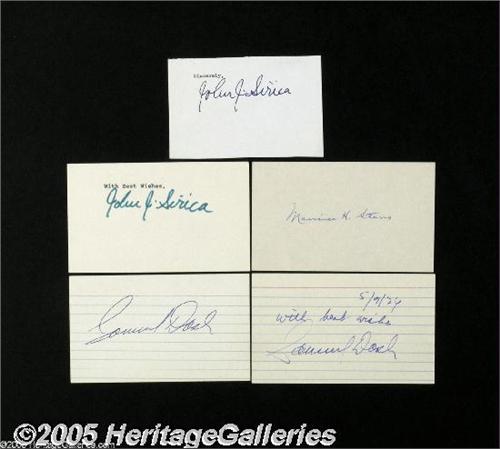 Sincerely,
John J. Sirica
With Best Wishes,
John J. Sirica
Maurice H. Stans
Samuel Dash
5/9/74
with best wishes
Samuel Dash
©2005 HeritageGalleries.com